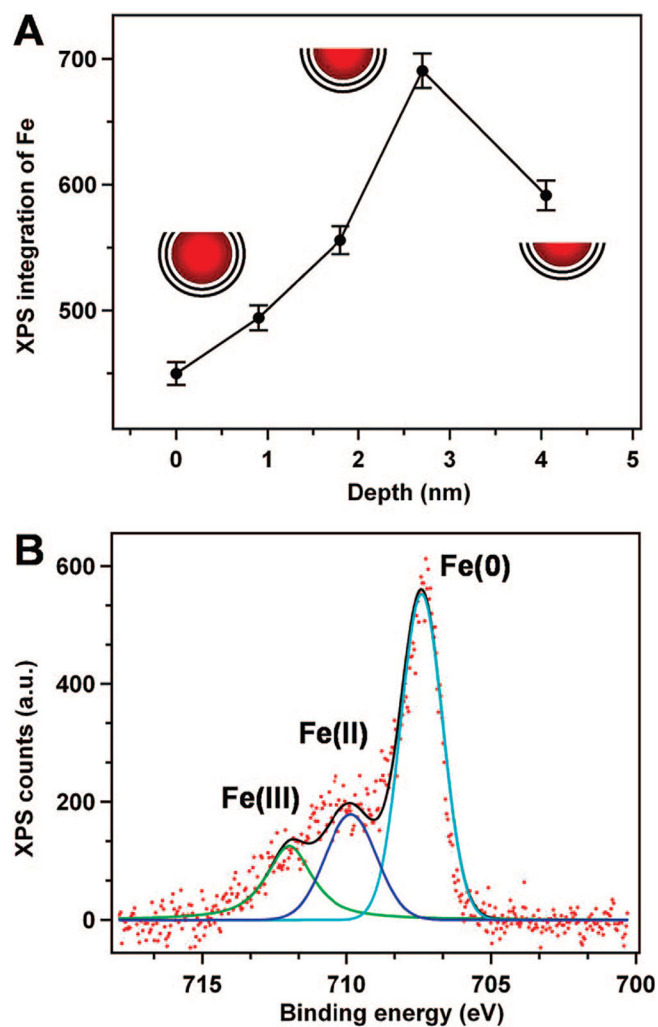 A
XPS integration of Fe
700
600
500
0 1 2 3 4 5
Depth (nm)
B
XPS counts (a.u.)
600
400
200
0
Fe(0)
Fe(II)
Fe(III)
715 710 705 700
Binding energy (eV)